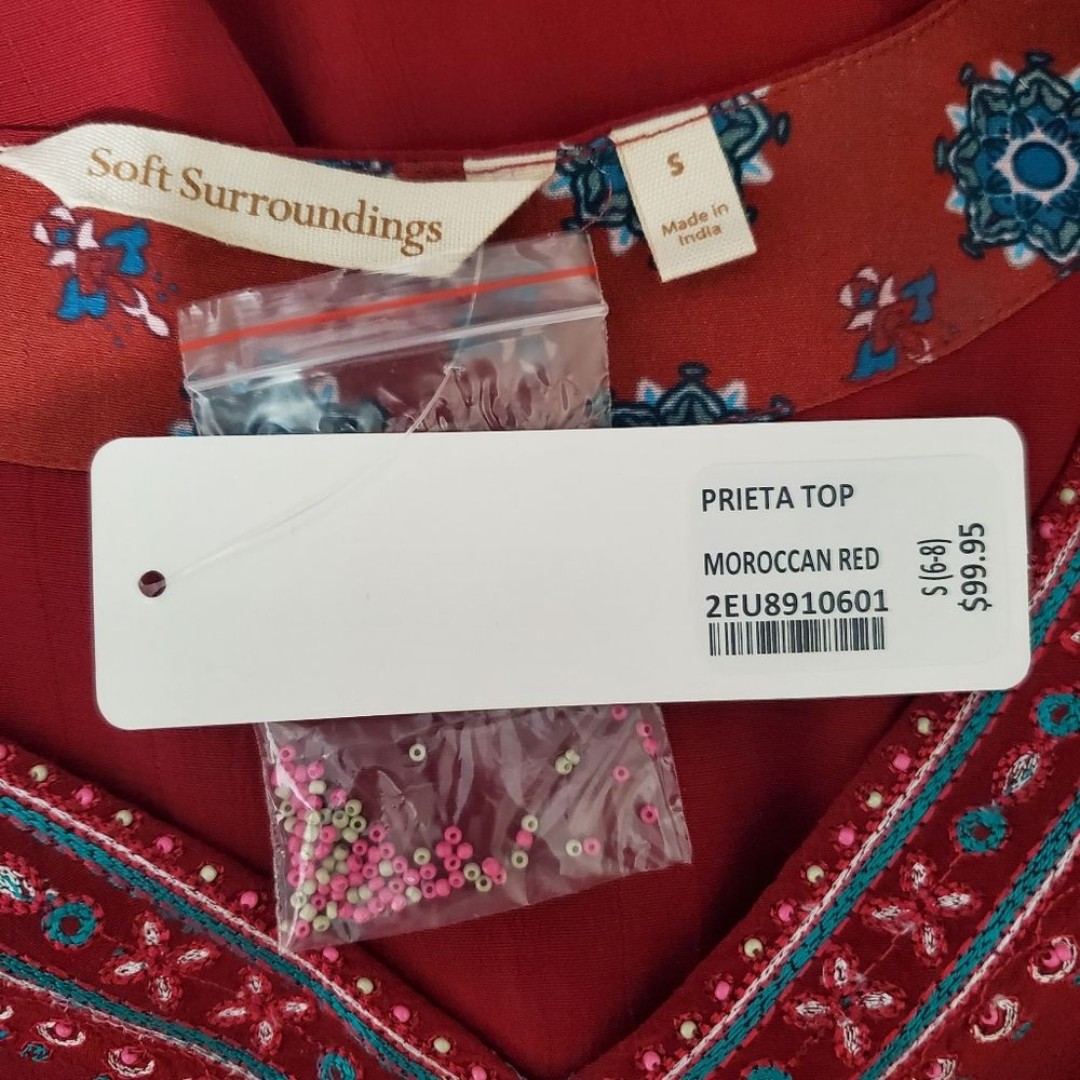 Soft Surroundings
S
Made in
India
PRIETA TOP
MOROCCAN RED
2EU8910601
S (6-8)
$99.95